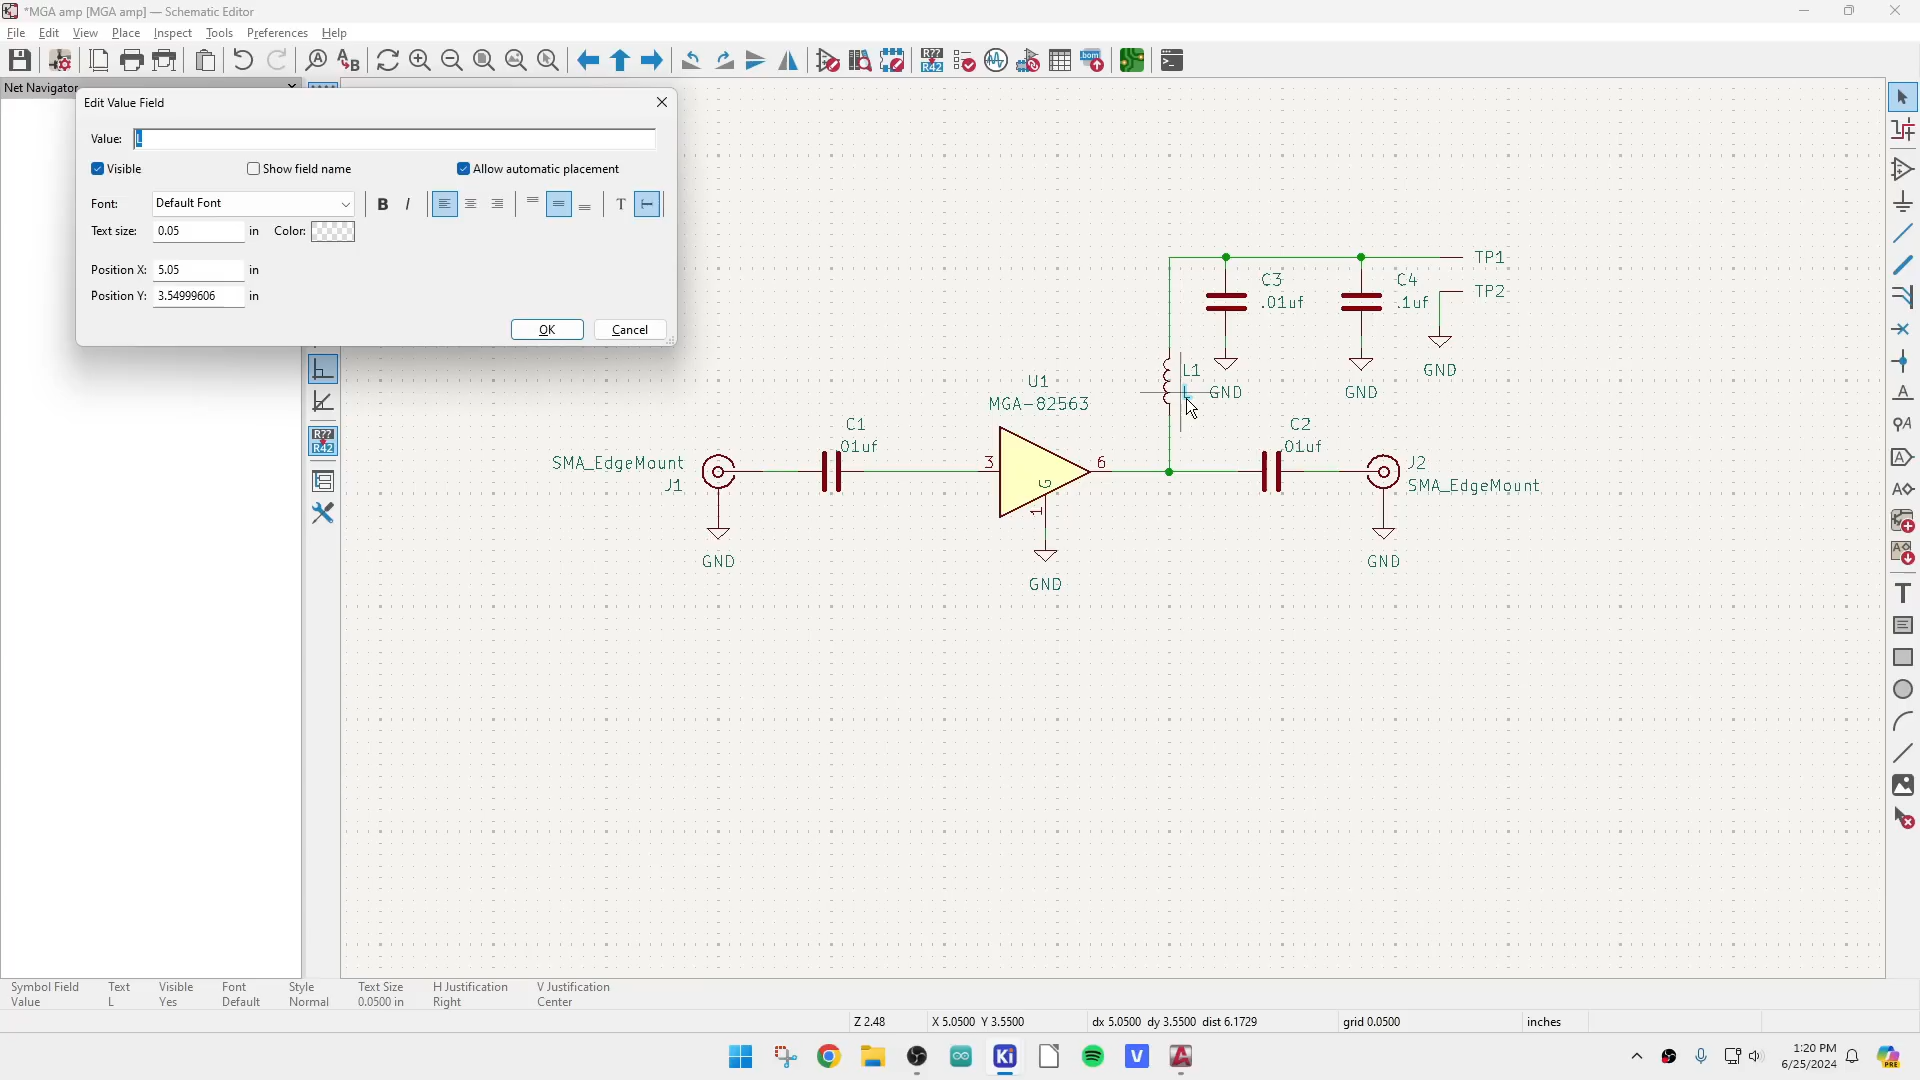 *MGA amp [MGA amp] — Schematic Editor
File Edit View Place Inspect Tools Preferences Help
Net Navigator
Edit Value Field
Value: L
Visible Show field name Allow automatic placement
Font: Default Font B I T
Text size: 0.05 in Color:
Position X: 5.05 in
Position Y: 3.54999606 in
OK Cancel
TP1
C3
.01uf
C4
.1uf
TP2
GND
GND
GND
L1
L
U1
MGA-82563
C1
01uf
C2
01uf
SMA_EdgeMount
J1
3
6
G
1
J2
SMA_EdgeMount
GND
GND
GND
R??
R42
Symbol Field Text Visible Font Style Text Size H Justification V Justification
Value L Yes Default Normal 0.0500 in Right Center
Z 2.48 X 5.0500 Y 3.5500 dx 5.0500 dy 3.5500 dist 6.1729 grid 0.0500 inches
Ki V A
1:20 PM
6/25/2024
PRE